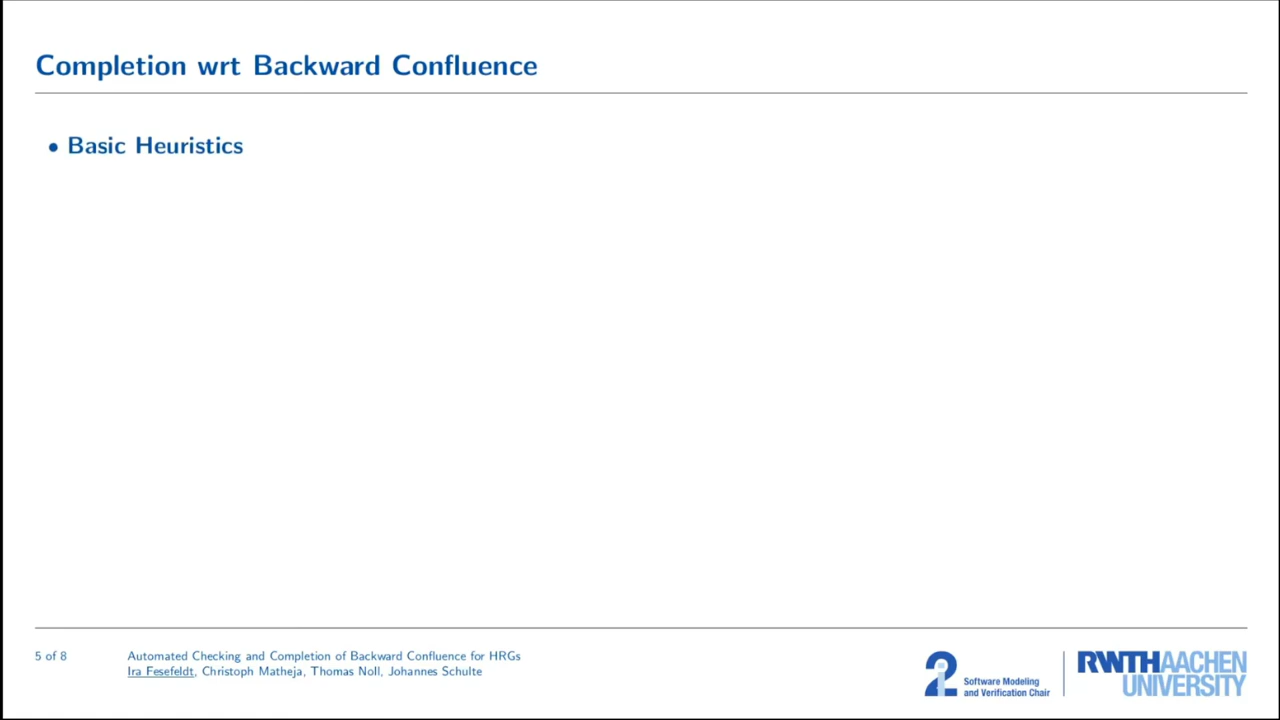 Completion wrt Backward Confluence
• Basic Heuristics
5 of 8
Automated Checking and Completion of Backward Confluence for HRGs
Ira Fesefeldt, Christoph Matheja, Thomas Noll, Johannes Schulte
2
Software Modeling
and Verification Chair
RWTHAACHEN
UNIVERSITY